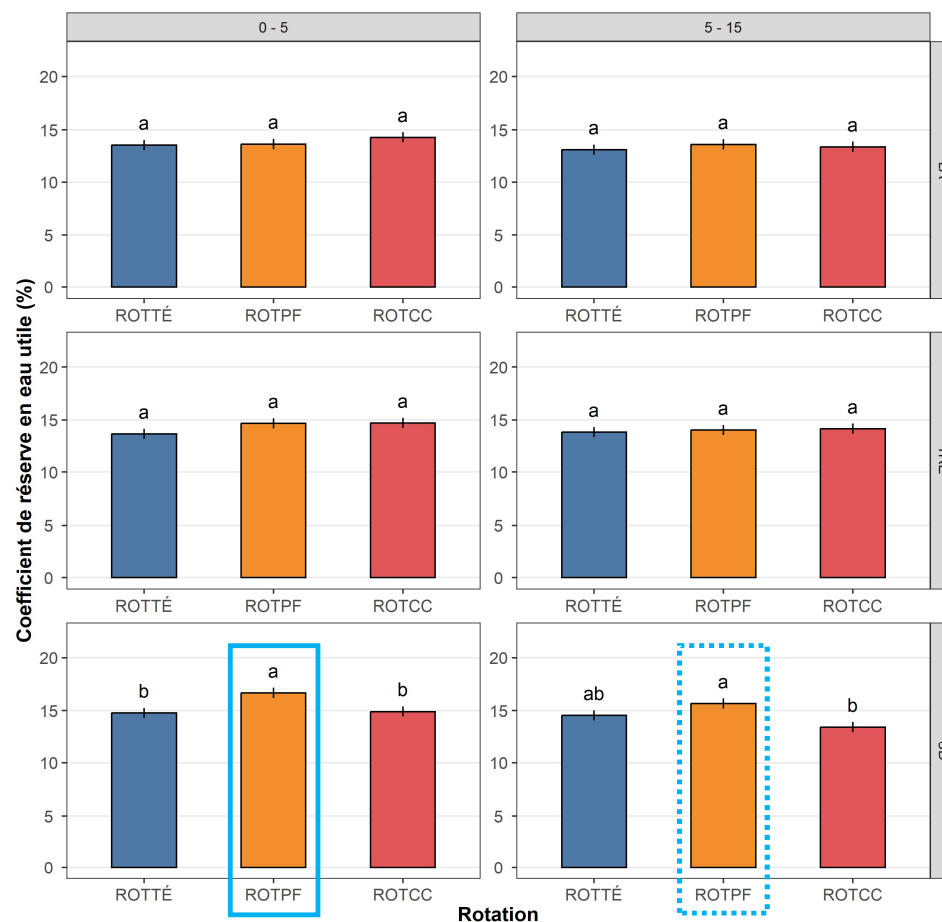 0 - 5
5 - 15
Coefficient de réserve en eau utile (%)
20
15
10
5
0
a
a
a
ROTTÉ
ROTPF
ROTCC
20
15
10
5
0
a
a
a
ROTTÉ
ROTPF
ROTCC
20
15
10
5
0
a
a
a
ROTTÉ
ROTPF
ROTCC
20
15
10
5
0
a
a
a
ROTTÉ
ROTPF
ROTCC
20
15
10
5
0
b
a
b
ROTTÉ
ROTPF
ROTCC
20
15
10
5
0
ab
a
b
ROTTÉ
ROTPF
ROTCC
Rotation